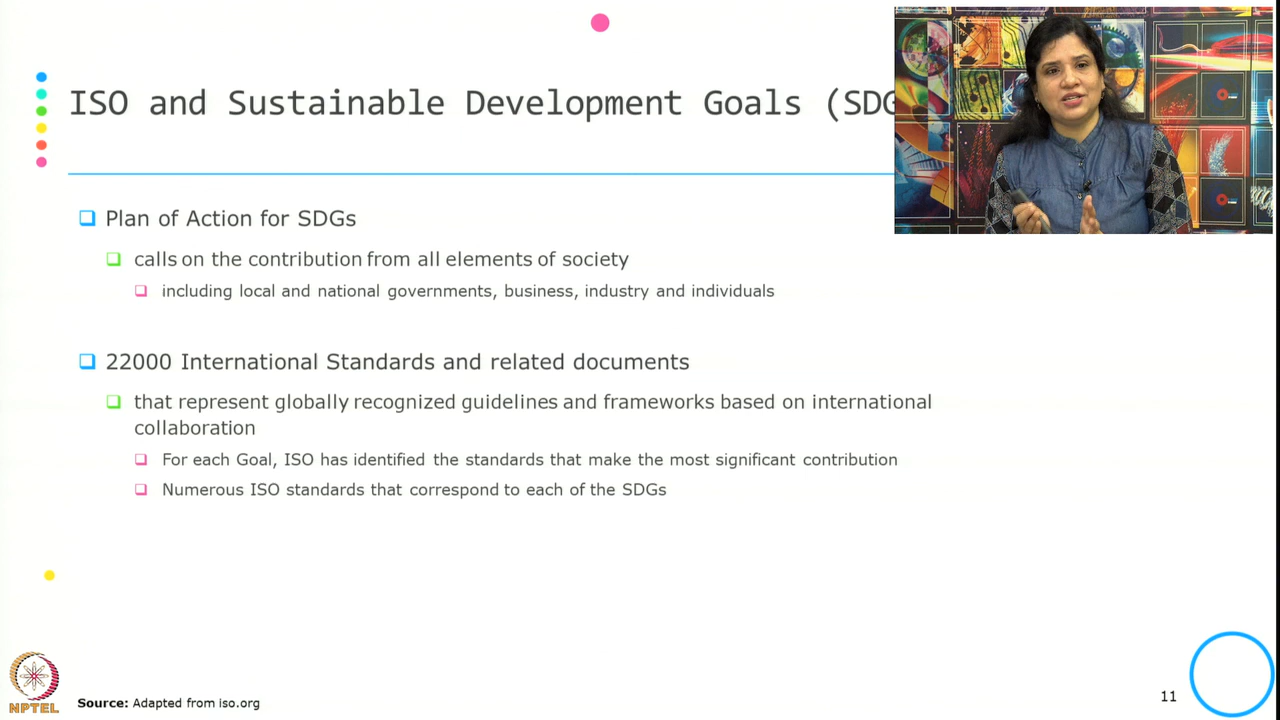 ISO and Sustainable Development Goals (SDG
Plan of Action for SDGs
calls on the contribution from all elements of society
including local and national governments, business, industry and individuals
22000 International Standards and related documents
that represent globally recognized guidelines and frameworks based on international
collaboration
For each Goal, ISO has identified the standards that make the most significant contribution
Numerous ISO standards that correspond to each of the SDGs
NPTEL
Source: Adapted from iso.org
11